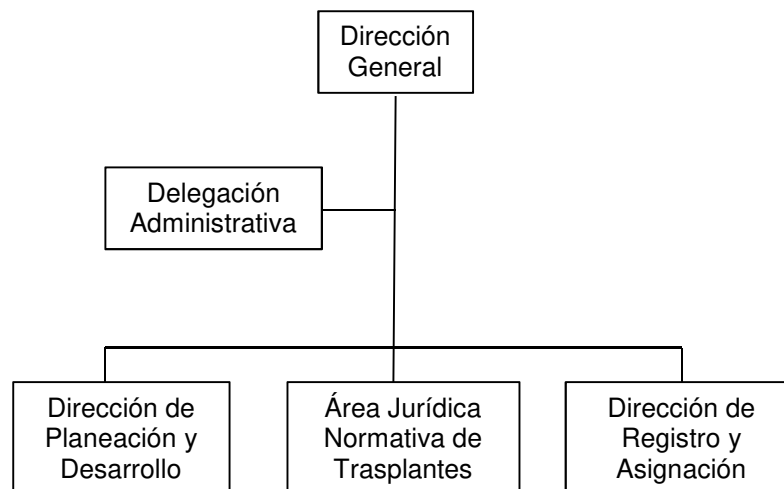 Dirección
General
Delegación
Administrativa
Dirección de
Planeación y
Desarrollo
Área Jurídica
Normativa de
Trasplantes
Dirección de
Registro y
Asignación